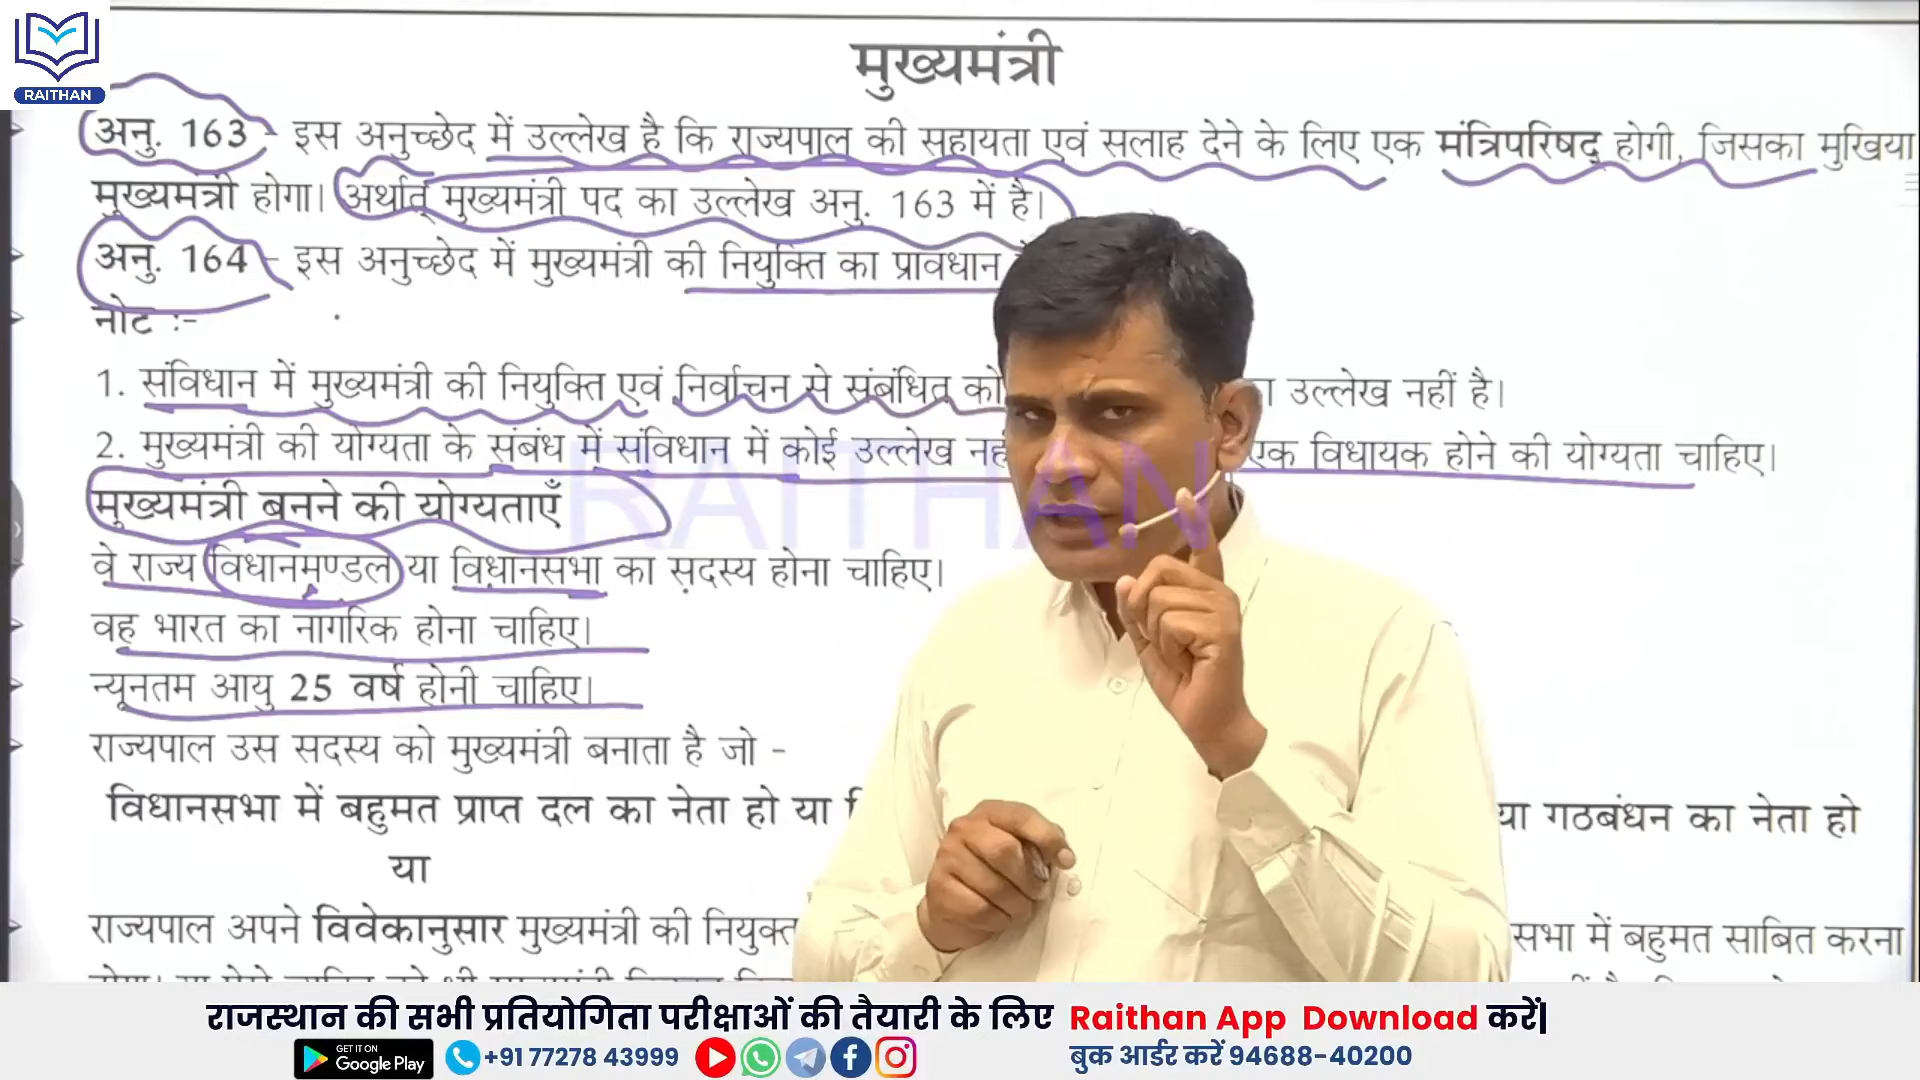 RAITHAN
मुख्यमंत्री
अनु. 163 - इस अनुच्छेद में उल्लेख है कि राज्यपाल की सहायता एवं सलाह देने के लिए एक मंत्रिपरिषद् होगी, जिसका मुखिया
मुख्यमंत्री होगा। अर्थात् मुख्यमंत्री पद का उल्लेख अनु. 163 में है।
अनु. 164 - इस अनुच्छेद में मुख्यमंत्री की नियुक्ति का प्रावधान
नोट :-
1. संविधान में मुख्यमंत्री की नियुक्ति एवं निर्वाचन से संबंधित उल्लेख नहीं है।
2. मुख्यमंत्री की योग्यता के संबंध में संविधान में कोई उल्लेख एक विधायक होने की योग्यता चाहिए।
RAITHAN
मुख्यमंत्री बनने की योग्यताएँ
वे राज्य विधानमण्डल या विधानसभा का सदस्य होना चाहिए।
वह भारत का नागरिक होना चाहिए।
न्यूनतम आयु 25 वर्ष होनी चाहिए।
राज्यपाल उस सदस्य को मुख्यमंत्री बनाता है जो -
विधानसभा में बहुमत प्राप्त दल का नेता हो या या गठबंधन का नेता हो
या
राज्यपाल अपने विवेकानुसार मुख्यमंत्री की सभा में बहुमत साबित करना
राजस्थान की सभी प्रतियोगिता परीक्षाओं की तैयारी के लिए Raithan App Download करें|
GET IT ON Google Play +91 77278 43999 बुक आर्डर करें 94688-40200